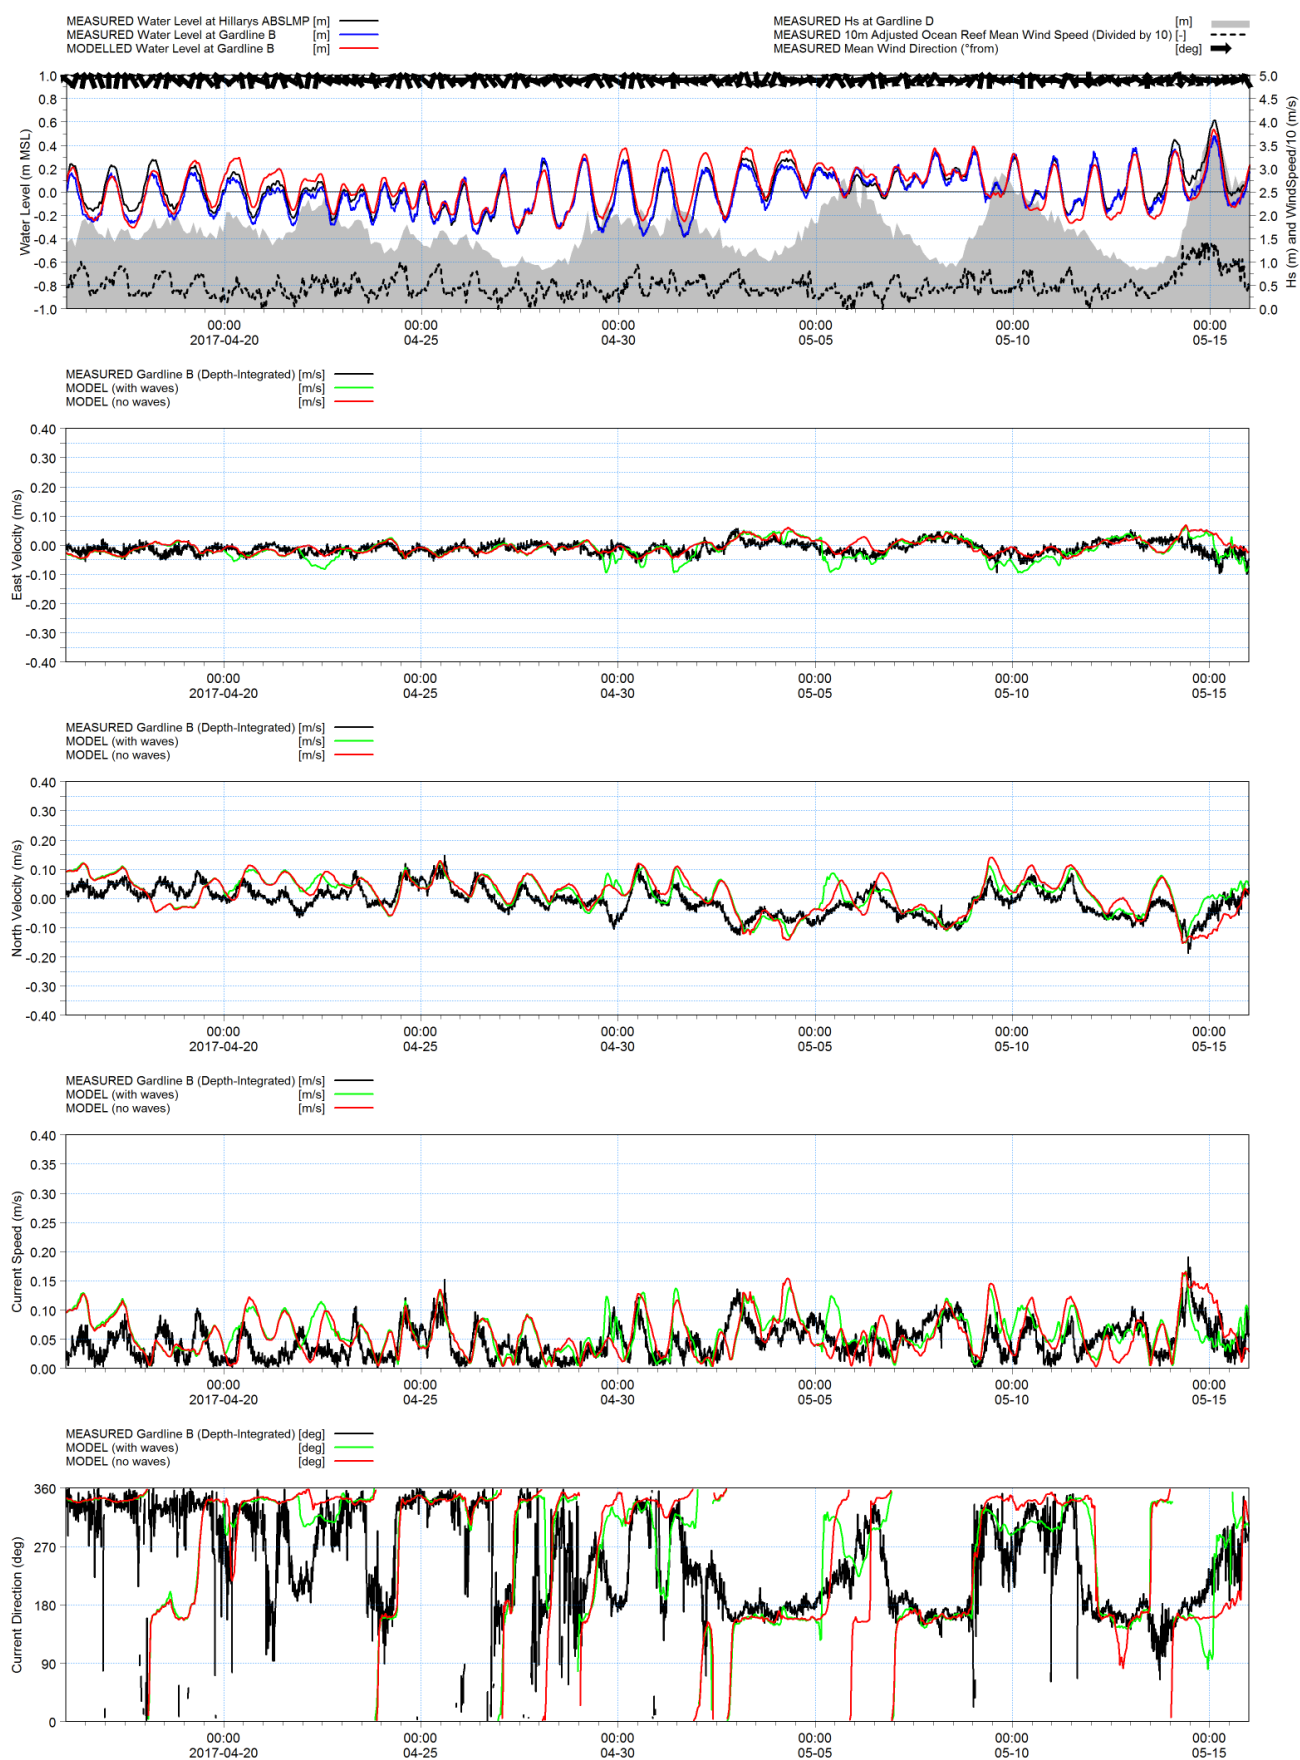 MEASURED Water Level at Hillarys ABSLMP [m]
MEASURED Water Level at Gardline B [m]
MODELLED Water Level at Gardline B [m]
MEASURED Hs at Gardline D [m]
MEASURED 10m Adjusted Ocean Reef Mean Wind Speed (Divided by 10) [-]
MEASURED Mean Wind Direction (°from) [deg]
Water Level (m MSL)
1.0
0.8
0.6
0.4
0.2
0.0
-0.2
-0.4
-0.6
-0.8
-1.0
5.0
4.5
4.0
3.5
3.0
2.5
2.0
1.5
1.0
0.5
0.0
Hs (m) and WindSpeed/10 (m/s)
00:00 00:00 00:00 00:00 00:00 00:00
2017-04-20 04-25 04-30 05-05 05-10 05-15
MEASURED Gardline B (Depth-Integrated) [m/s]
MODEL (with waves) [m/s]
MODEL (no waves) [m/s]
East Velocity (m/s)
0.40
0.30
0.20
0.10
0.00
-0.10
-0.20
-0.30
-0.40
00:00 00:00 00:00 00:00 00:00 00:00
2017-04-20 04-25 04-30 05-05 05-10 05-15
MEASURED Gardline B (Depth-Integrated) [m/s]
MODEL (with waves) [m/s]
MODEL (no waves) [m/s]
North Velocity (m/s)
0.40
0.30
0.20
0.10
0.00
-0.10
-0.20
-0.30
-0.40
00:00 00:00 00:00 00:00 00:00 00:00
2017-04-20 04-25 04-30 05-05 05-10 05-15
MEASURED Gardline B (Depth-Integrated) [m/s]
MODEL (with waves) [m/s]
MODEL (no waves) [m/s]
Current Speed (m/s)
0.40
0.35
0.30
0.25
0.20
0.15
0.10
0.05
0.00
00:00 00:00 00:00 00:00 00:00 00:00
2017-04-20 04-25 04-30 05-05 05-10 05-15
MEASURED Gardline B (Depth-Integrated) [deg]
MODEL (with waves) [deg]
MODEL (no waves) [deg]
Current Direction (deg)
360
270
180
90
0
00:00 00:00 00:00 00:00 00:00 00:00
2017-04-20 04-25 04-30 05-05 05-10 05-15